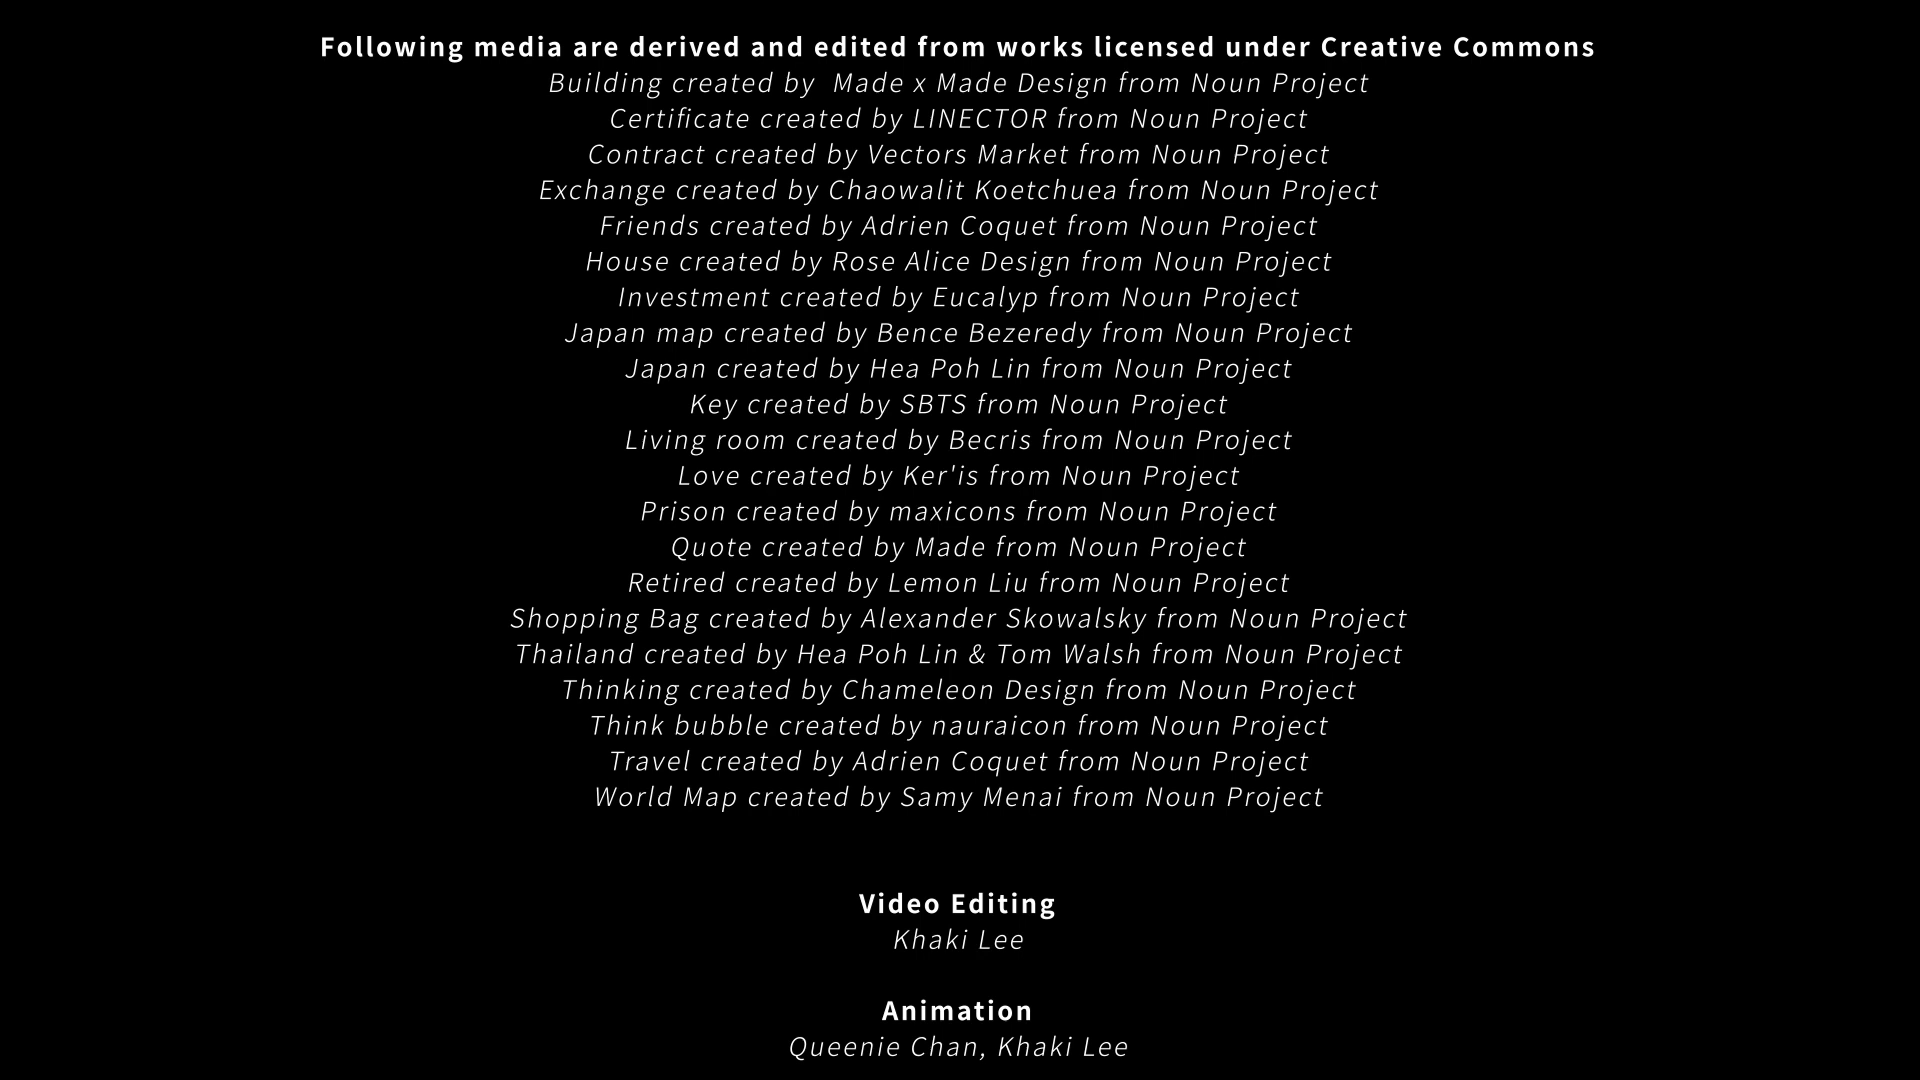 Following media are derived and edited from works licensed under Creative Commons
Building created by  Made x Made Design from Noun Project
Certificate created by LINECTOR from Noun Project
Contract created by Vectors Market from Noun Project
Exchange created by Chaowalit Koetchuea from Noun Project
Friends created by Adrien Coquet from Noun Project
House created by Rose Alice Design from Noun Project
Investment created by Eucalyp from Noun Project
Japan map created by Bence Bezeredy from Noun Project
Japan created by Hea Poh Lin from Noun Project
Key created by SBTS from Noun Project
Living room created by Becris from Noun Project
Love created by Ker'is from Noun Project
Prison created by maxicons from Noun Project
Quote created by Made from Noun Project
Retired created by Lemon Liu from Noun Project
Shopping Bag created by Alexander Skowalsky from Noun Project
Thailand created by Hea Poh Lin & Tom Walsh from Noun Project
Thinking created by Chameleon Design from Noun Project
Think bubble created by nauraicon from Noun Project
Travel created by Adrien Coquet from Noun Project
World Map created by Samy Menai from Noun Project
Video Editing
Khaki Lee
Animation
Queenie Chan, Khaki Lee